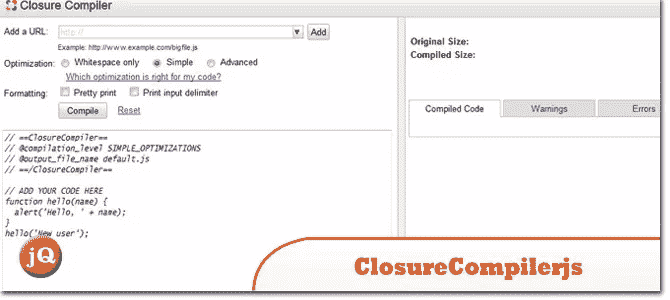 Closure Compiler
Add a URL: http:// Add
Example: http://www.example.com/bigfile.js
Optimization: Whitespace only Simple Advanced
Which optimization is right for my code?
Formatting: Pretty print Print input delimiter
Compile Reset
// ==ClosureCompiler==
// @compilation_level SIMPLE_OPTIMIZATIONS
// @output_file_name default.js
// ==/ClosureCompiler==
// ADD YOUR CODE HERE
function hello(name) {
alert('Hello, ' + name);
}
hello('New user');
Original Size:
Compiled Size:
Compiled Code Warnings Errors
jQ
ClosureCompilerjs